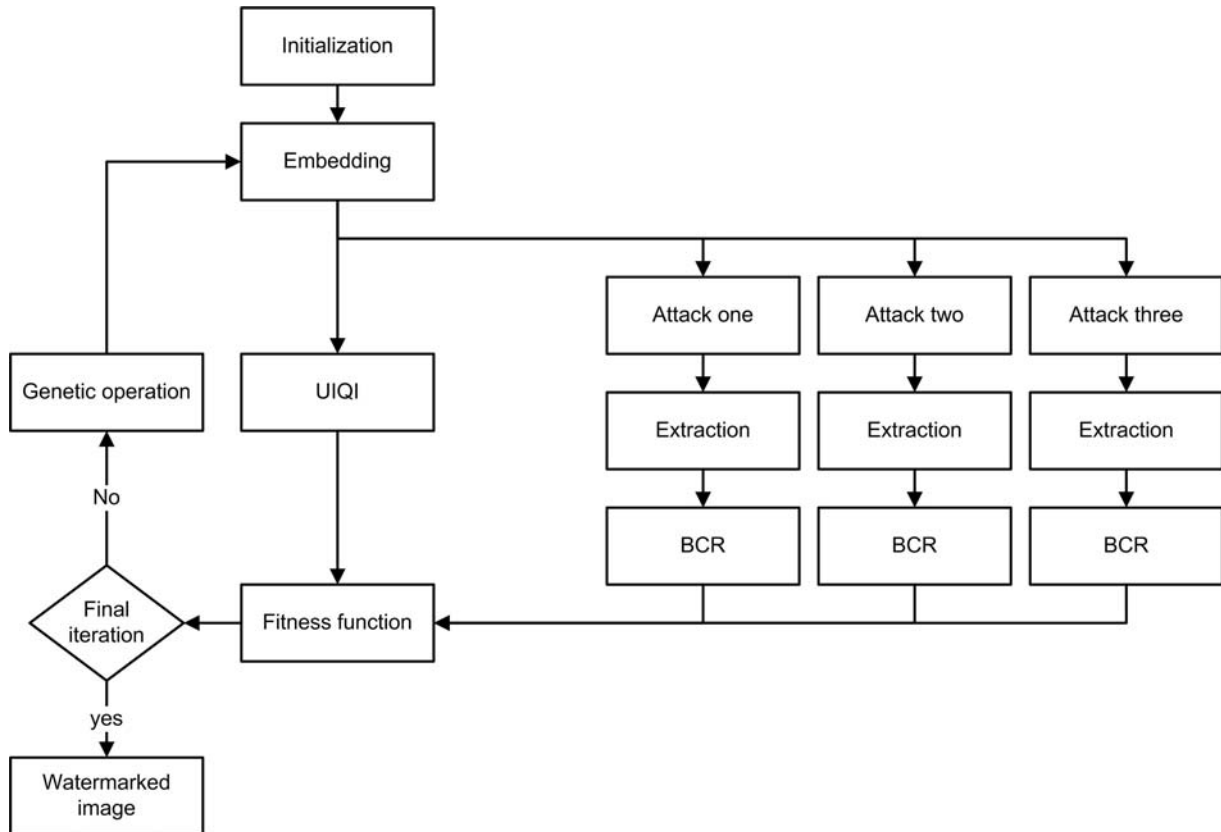 Initialization
Embedding
Attack one
Attack two
Attack three
Genetic operation
UIQI
Extraction
Extraction
Extraction
No
BCR
BCR
BCR
Final
iteration
Fitness function
yes
Watermarked
image